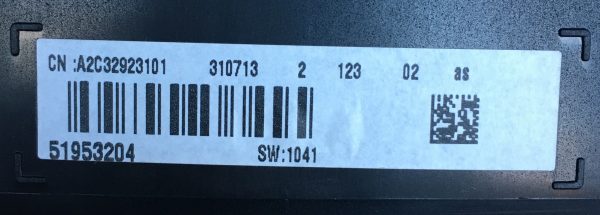 CN :A2C32923101 310713 2 123 02 as
51953204 SW:1041